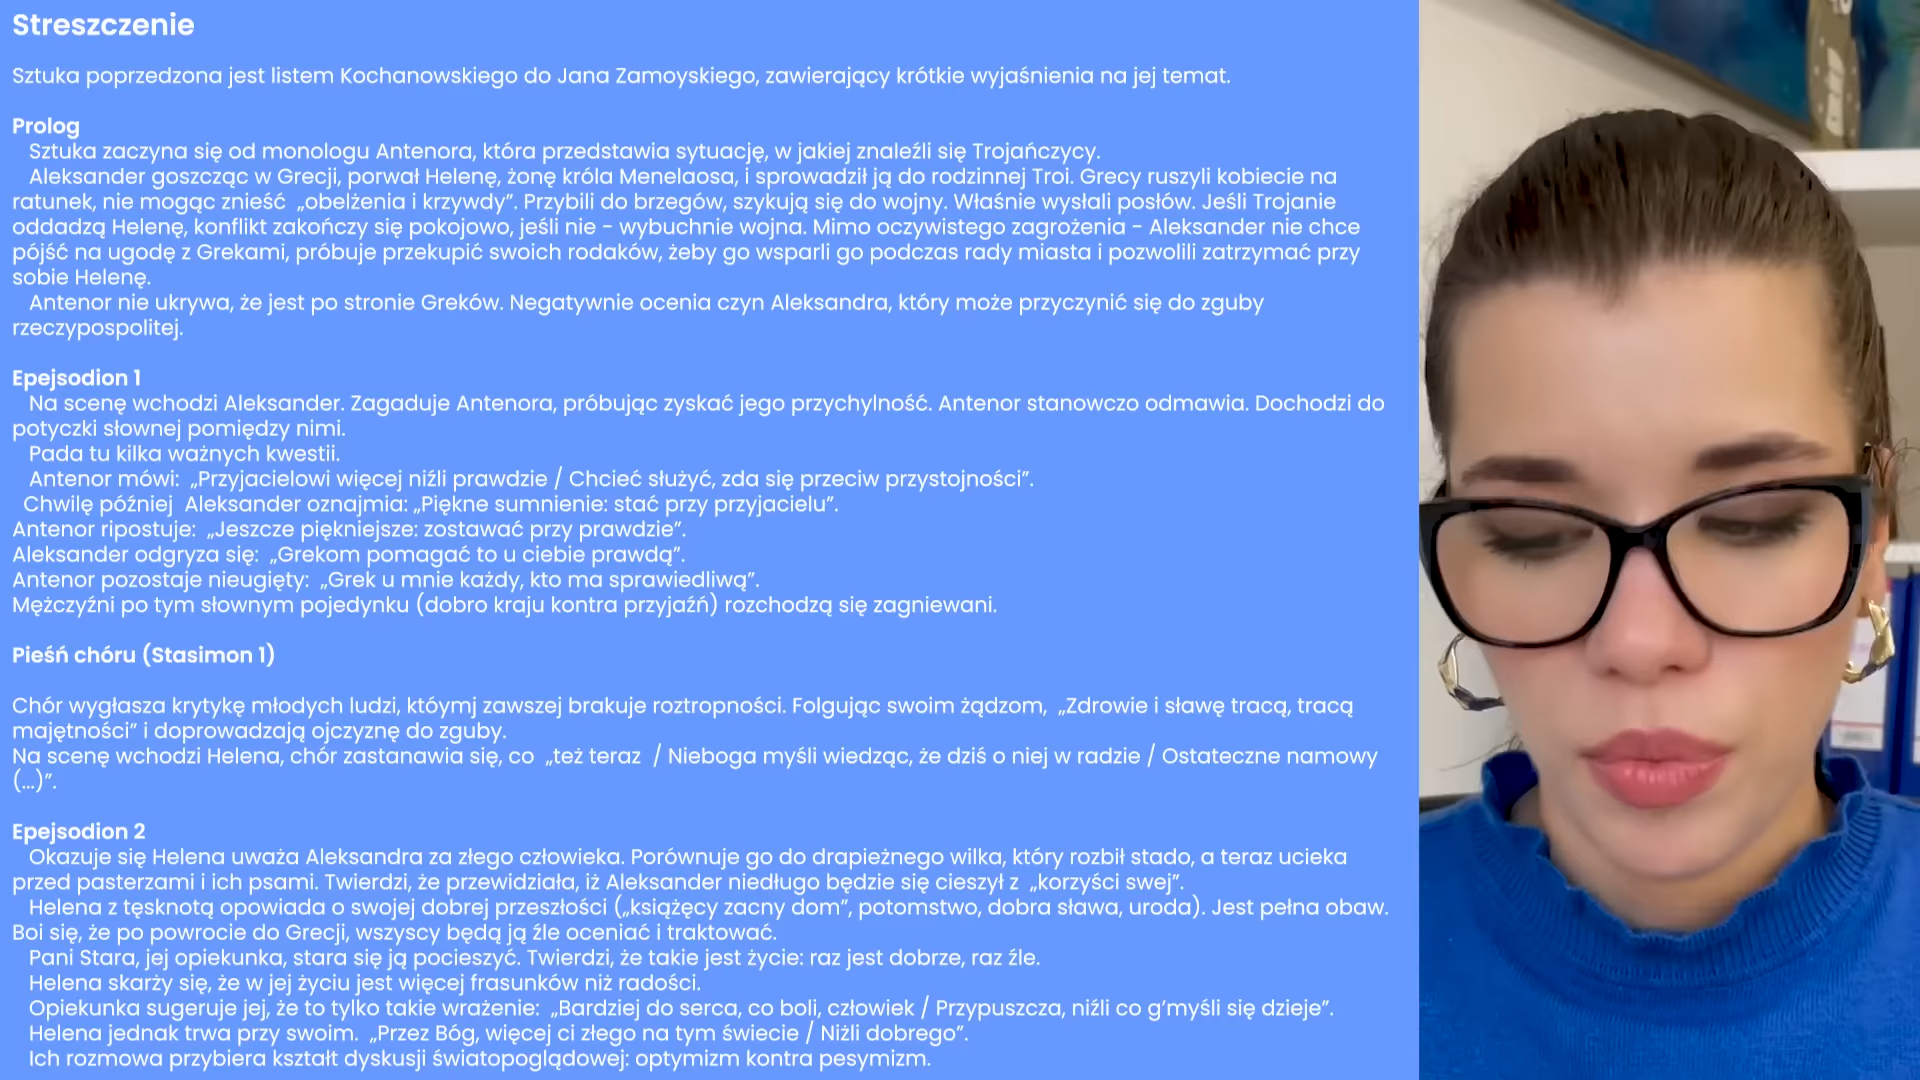 Streszczenie
Sztuka poprzedzona jest listem Kochanowskiego do Jana Zamoyskiego, zawierający krótkie wyjaśnienia na jej temat.
Prolog
Sztuka zaczyna się od monologu Antenora, która przedstawia sytuację, w jakiej znaleźli się Trojańczycy.
Aleksander goszcząc w Grecji, porwał Helenę, żonę króla Menelaosa, i sprowadził ją do rodzinnej Troi. Grecy ruszyli kobiecie na
ratunek, nie mogąc znieść „obelżenia i krzywdy”. Przybili do brzegów, szykują się do wojny. Właśnie wysłali posłów. Jeśli Trojanie
oddadzą Helenę, konflikt zakończy się pokojowo, jeśli nie - wybuchnie wojna. Mimo oczywistego zagrożenia - Aleksander nie chce
pójść na ugodę z Grekami, próbuje przekupić swoich rodaków, żeby go wsparli go podczas rady miasta i pozwolili zatrzymać przy
sobie Helenę.
Antenor nie ukrywa, że jest po stronie Greków. Negatywnie ocenia czyn Aleksandra, który może przyczynić się do zguby
rzeczypospolitej.
Epejsodion 1
Na scenę wchodzi Aleksander. Zagaduje Antenora, próbując zyskać jego przychylność. Antenor stanowczo odmawia. Dochodzi do
potyczki słownej pomiędzy nimi.
Pada tu kilka ważnych kwestii.
Antenor mówi: „Przyjacielowi więcej niźli prawdzie / Chcieć służyć, zda się przeciw przystojności”.
Chwilę później Aleksander oznajmia: „Piękne sumnienie: stać przy przyjacielu”.
Antenor ripostuje: „Jeszcze piękniejsze: zostawać przy prawdzie”.
Aleksander odgryza się: „Grekom pomagać to u ciebie prawdą”.
Antenor pozostaje nieugięty: „Grek u mnie każdy, kto ma sprawiedliwą”.
Mężczyźni po tym słownym pojedynku (dobro kraju kontra przyjaźń) rozchodzą się zagniewani.
Pieśń chóru (Stasimon 1)
Chór wygłasza krytykę młodych ludzi, któymj zawszej brakuje roztropności. Folgując swoim żądzom, „Zdrowie i sławę tracą, tracą
majętności” i doprowadzają ojczyznę do zguby.
Na scenę wchodzi Helena, chór zastanawia się, co „też teraz / Nieboga myśli wiedząc, że dziś o niej w radzie / Ostateczne namowy
(...)”.
Epejsodion 2
Okazuje się Helena uważa Aleksandra za złego człowieka. Porównuje go do drapieżnego wilka, który rozbił stado, a teraz ucieka
przed pasterzami i ich psami. Twierdzi, że przewidziała, iż Aleksander niedługo będzie się cieszył z „korzyści swej”.
Helena z tęsknotą opowiada o swojej dobrej przeszłości („książęcy zacny dom”, potomstwo, dobra sława, uroda). Jest pełna obaw.
Boi się, że po powrocie do Grecji, wszyscy będą ją źle oceniać i traktować.
Pani Stara, jej opiekunka, stara się ją pocieszyć. Twierdzi, że takie jest życie: raz jest dobrze, raz źle.
Helena skarży się, że w jej życiu jest więcej frasunków niż radości.
Opiekunka sugeruje jej, że to tylko takie wrażenie: „Bardziej do serca, co boli, człowiek / Przypuszcza, niźli co g’myśli się dzieje”.
Helena jednak trwa przy swoim. „Przez Bóg, więcej ci złego na tym świecie / Niżli dobrego”.
Ich rozmowa przybiera kształt dyskusji światopoglądowej: optymizm kontra pesymizm.